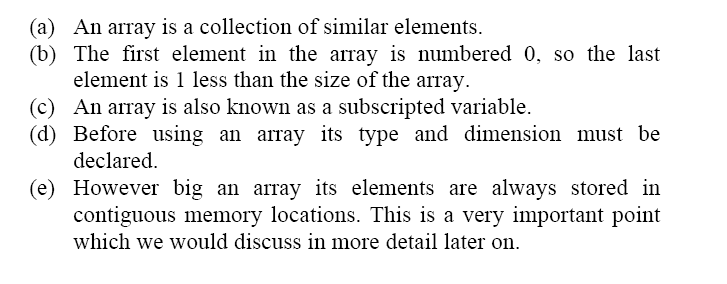 (a) An array is a collection of similar elements.
(b) The first element in the array is numbered 0, so the last
element is 1 less than the size of the array.
(c) An array is also known as a subscripted variable.
(d) Before using an array its type and dimension must be
declared.
(e) However big an array its elements are always stored in
contiguous memory locations. This is a very important point
which we would discuss in more detail later on.